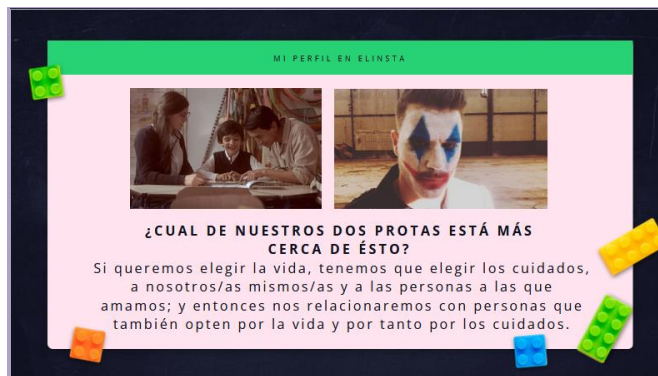 MI PERFIL EN ELINSTA
¿CUAL DE NUESTROS DOS PROTAS ESTÁ MÁS
CERCA DE ÉSTO?
Si queremos elegir la vida, tenemos que elegir los cuidados,
a nosotros/as mismos/as y a las personas a las que
amamos; y entonces nos relacionaremos con personas que
también opten por la vida y por tanto por los cuidados.